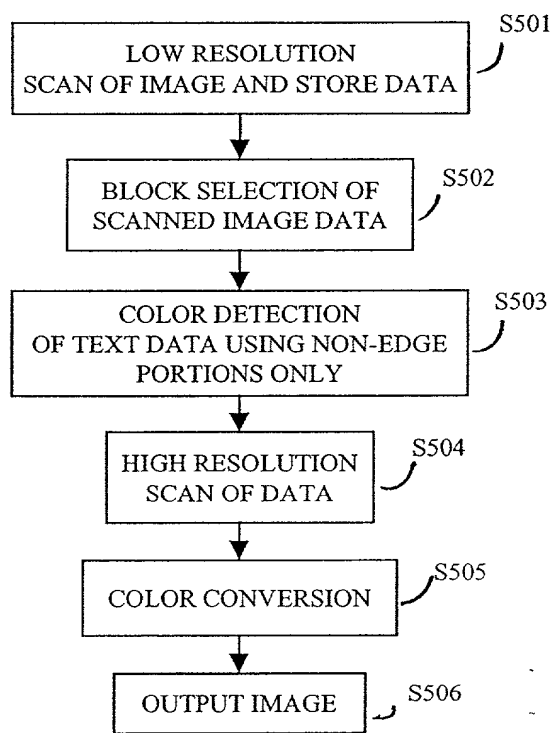 S501
LOW RESOLUTION
SCAN OF IMAGE AND STORE DATA
S502
BLOCK SELECTION OF
SCANNED IMAGE DATA
S503
COLOR DETECTION
OF TEXT DATA USING NON-EDGE
PORTIONS ONLY
S504
HIGH RESOLUTION
SCAN OF DATA
S505
COLOR CONVERSION
S506
OUTPUT IMAGE